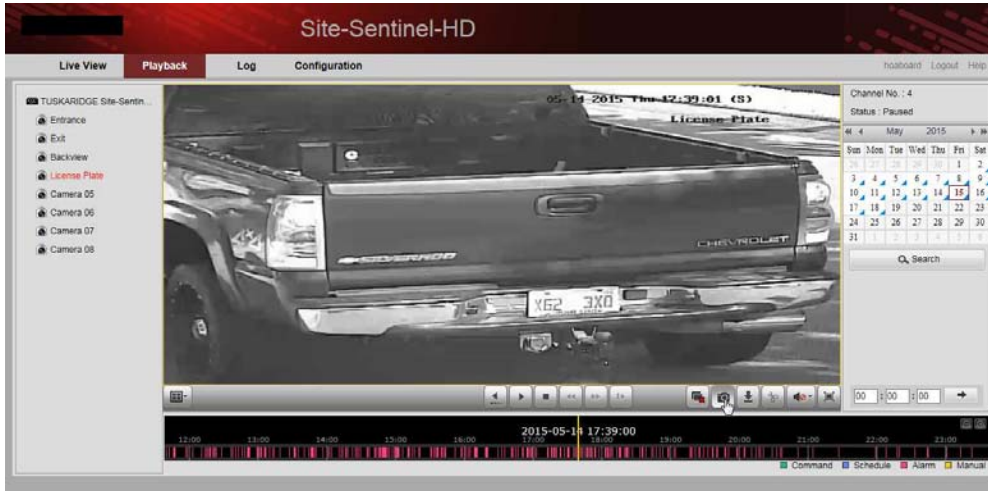 Site-Sentinel-HD
Live View Playback Log Configuration
hoaboard Logout Help
TUSKARIDGE Site-Sentin...
Entrance
Exit
Backview
License Plate
Camera 05
Camera 06
Camera 07
Camera 08
05-14-2015 Thu 17:39:01 (S)
License Plate
4x4
SILVERADO
CHEVROLET
XG2 3X0
Channel No. : 4
Status : Paused
May 2015
Sun Mon Tue Wed Thu Fri Sat
26 27 28 29 30 1 2
3 4 5 6 7 8 9
10 11 12 13 14 15 16
17 18 19 20 21 22 23
24 25 26 27 28 29 30
31 1 2 3 4 5 6
Search
00 : 00 : 00
2015-05-14 17:39:00
12:00 13:00 14:00 15:00 16:00 17:00 18:00 19:00 20:00 21:00 22:00 23:00
Command Schedule Alarm Manual